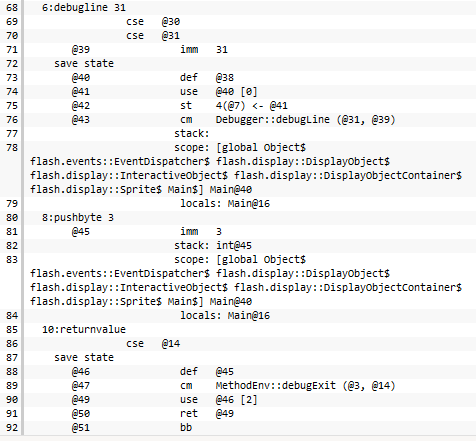 68 6:debugline 31
69 cse @30
70 cse @31
71 @39 imm 31
72 save state
73 @40 def @38
74 @41 use @40 [0]
75 @42 st 4(@7) <- @41
76 @43 cm Debugger::debugLine (@31, @39)
77 stack:
78 scope: [global Object$
flash.events::EventDispatcher$ flash.display::DisplayObject$
flash.display::InteractiveObject$ flash.display::DisplayObjectContainer$
flash.display::Sprite$ Main$] Main@40
79 locals: Main@16
80 8:pushbyte 3
81 @45 imm 3
82 stack: int@45
83 scope: [global Object$
flash.events::EventDispatcher$ flash.display::DisplayObject$
flash.display::InteractiveObject$ flash.display::DisplayObjectContainer$
flash.display::Sprite$ Main$] Main@40
84 locals: Main@16
85 10:returnvalue
86 cse @14
87 save state
88 @46 def @45
89 @47 cm MethodEnv::debugExit (@3, @14)
90 @49 use @46 [2]
91 @50 ret @49
92 @51 bb